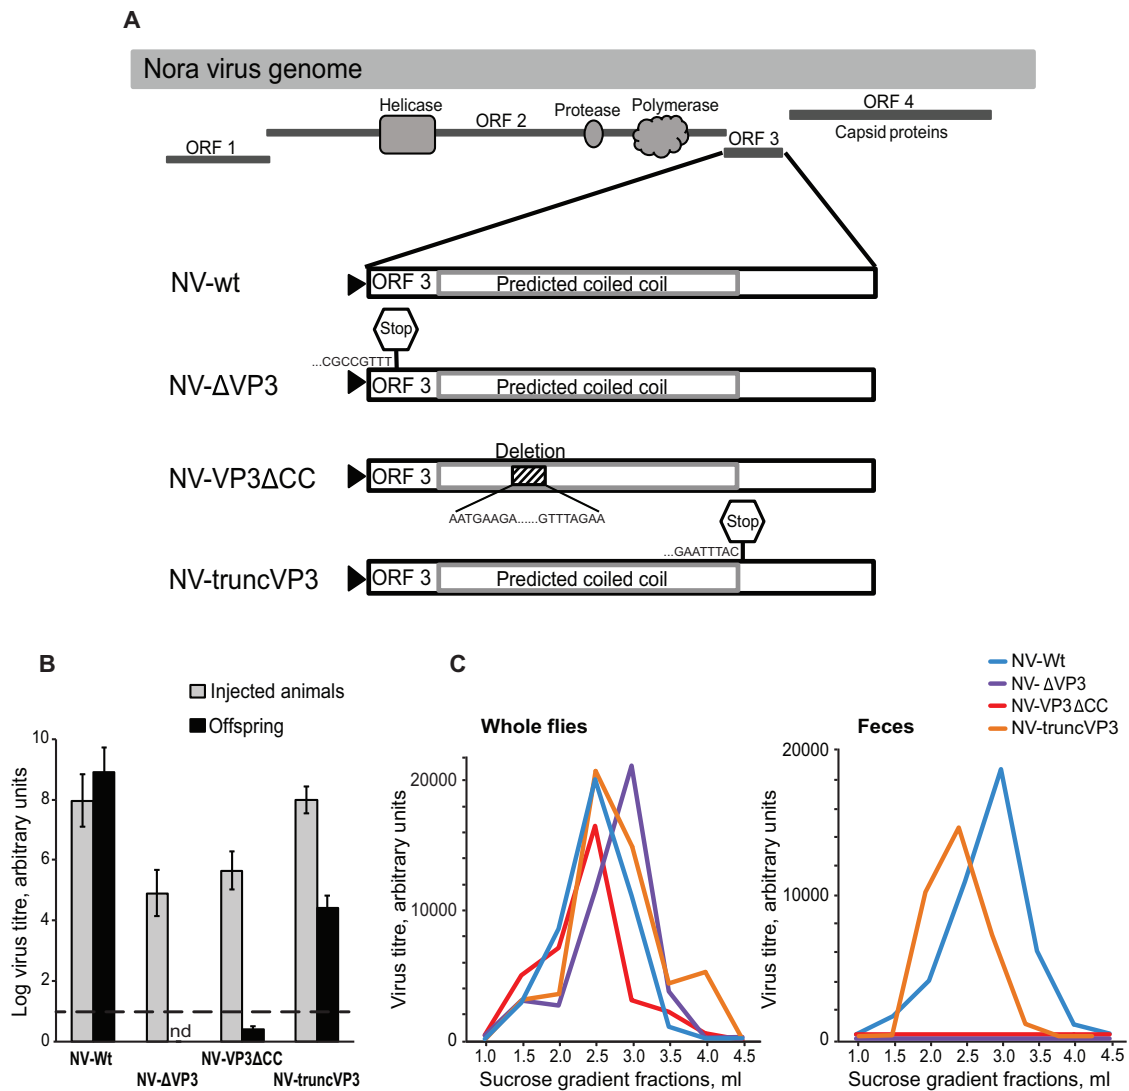 A
Nora virus genome
Helicase
ORF 2
Protease
Polymerase
ORF 4
Capsid proteins
ORF 1
ORF 3
NV-wt
ORF 3
Predicted coiled coil
Stop
...CGCCGTTT
NV-ΔVP3
ORF 3
Predicted coiled coil
Deletion
NV-VP3ΔCC
ORF 3
AATGAAGA......GTTTAGAA
Stop
...GAATTTAC
NV-truncVP3
ORF 3
Predicted coiled coil
B
Injected animals
Offspring
Log virus titre, arbitrary units
10
8
6
4
2
0
nd
NV-Wt
NV-ΔVP3
NV-VP3ΔCC
NV-truncVP3
C
NV-Wt
NV- ΔVP3
NV-VP3ΔCC
NV-truncVP3
Whole flies
Virus titre, arbitrary units
20000
10000
0
1.0 1.5 2.0 2.5 3.0 3.5 4.0 4.5
Sucrose gradient fractions, ml
Feces
Virus titre, arbitrary units
20000
10000
0
1.0 1.5 2.0 2.5 3.0 3.5 4.0 4.5
Sucrose gradient fractions, ml